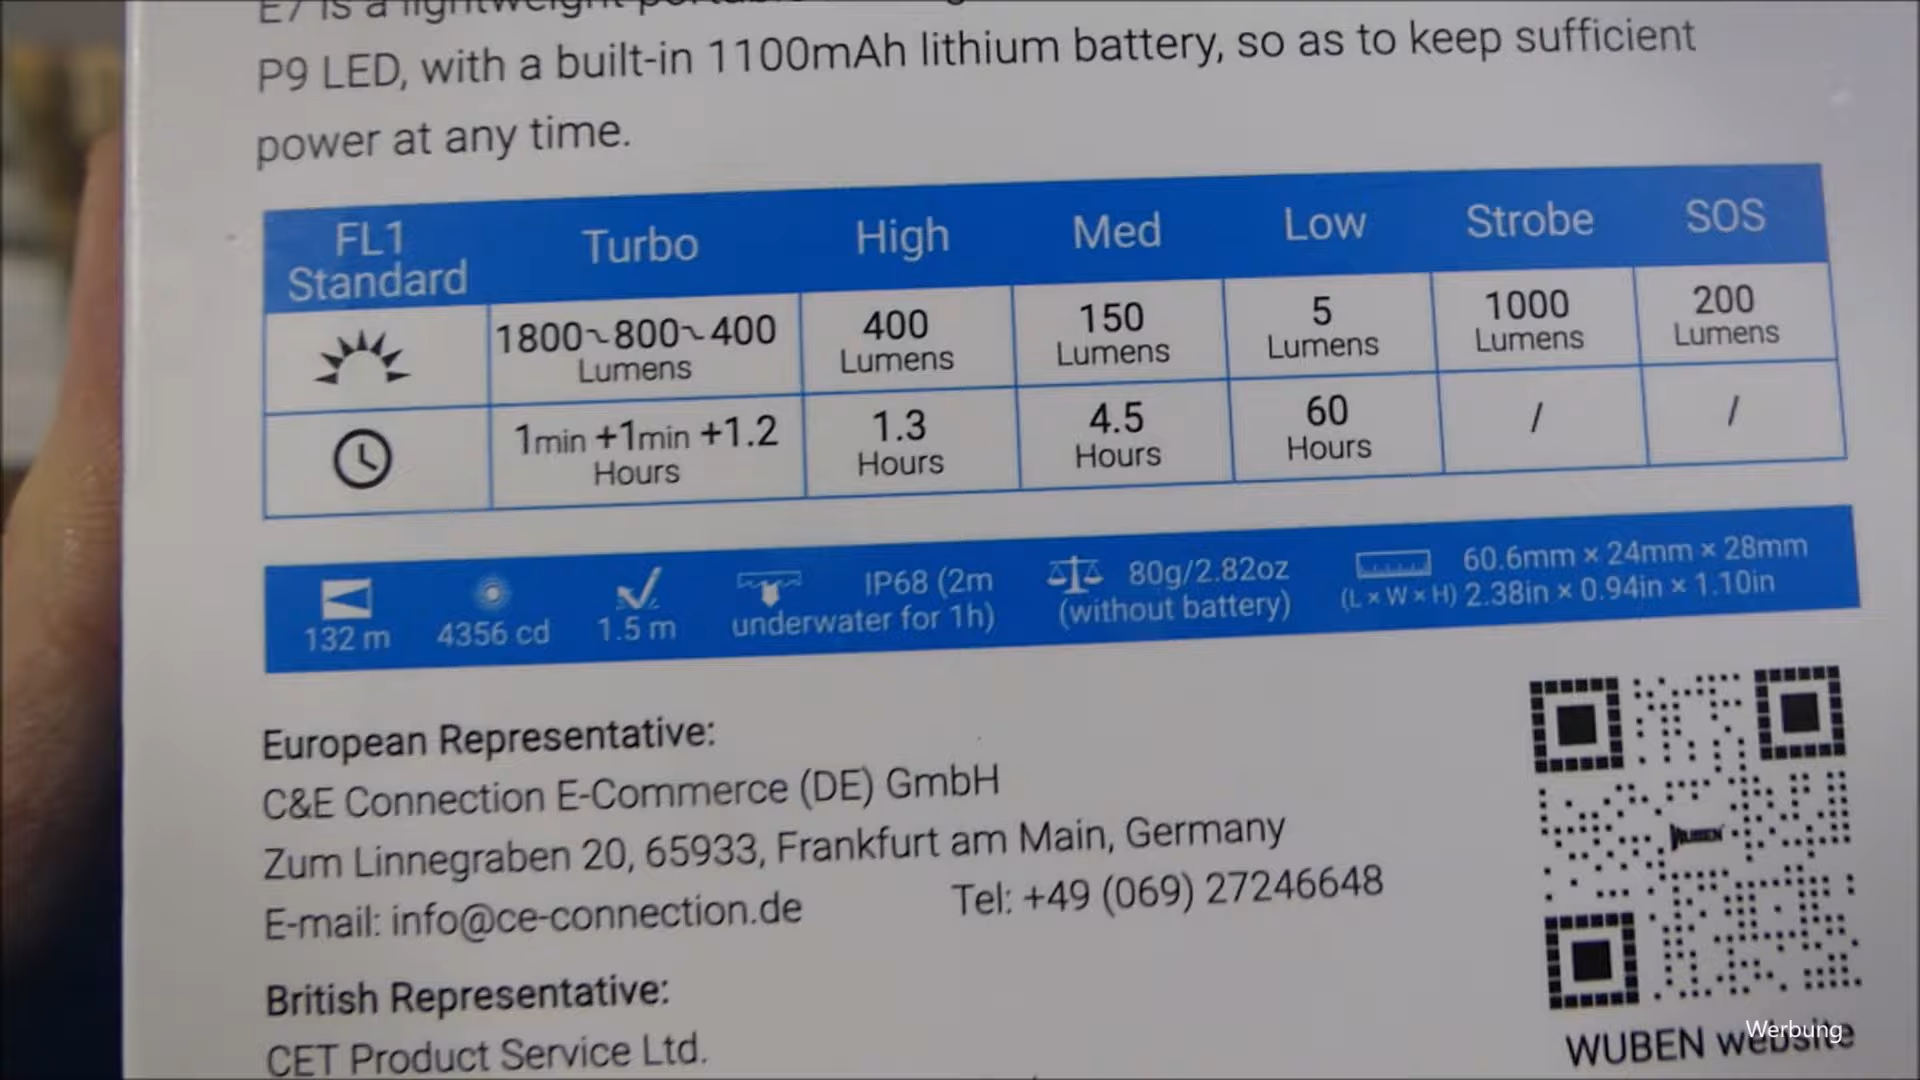 E7 is a lightweight
P9 LED, with a built-in 1100mAh lithium battery, so as to keep sufficient
power at any time.
FL1 Standard Turbo High Med Low Strobe SOS
1800~800~400 Lumens 400 Lumens 150 Lumens 5 Lumens 1000 Lumens 200 Lumens
1min +1min +1.2 Hours 1.3 Hours 4.5 Hours 60 Hours / /
132 m 4356 cd 1.5 m IP68 (2m underwater for 1h) 80g/2.82oz (without battery) 60.6mm × 24mm × 28mm
(L × W × H) 2.38in × 0.94in × 1.10in
European Representative:
C&E Connection E-Commerce (DE) GmbH
Zum Linnegraben 20, 65933, Frankfurt am Main, Germany
E-mail: info@ce-connection.de Tel: +49 (069) 27246648
British Representative:
CET Product Service Ltd.
WUBEN
WUBEN website
Werbung